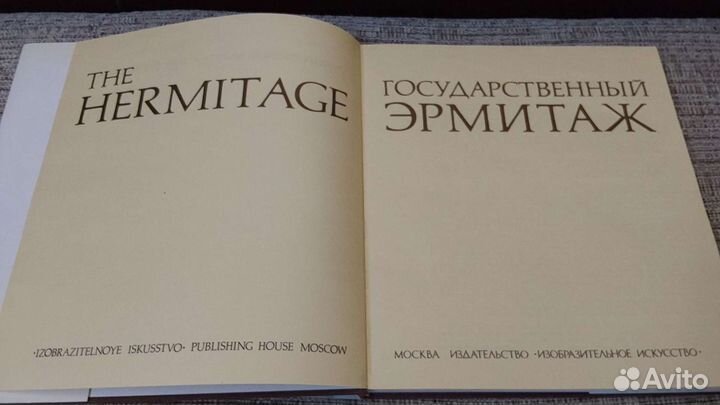 THE
HERMITAGE
·IZOBRAZITELNOYE ISKUSSTVO· PUBLISHING HOUSE MOSCOW
ГОСУДАРСТВЕННЫЙ
ЭРМИТАЖ
МОСКВА ИЗДАТЕЛЬСТВО ·ИЗОБРАЗИТЕЛЬНОЕ ИСКУССТВО·
Avito